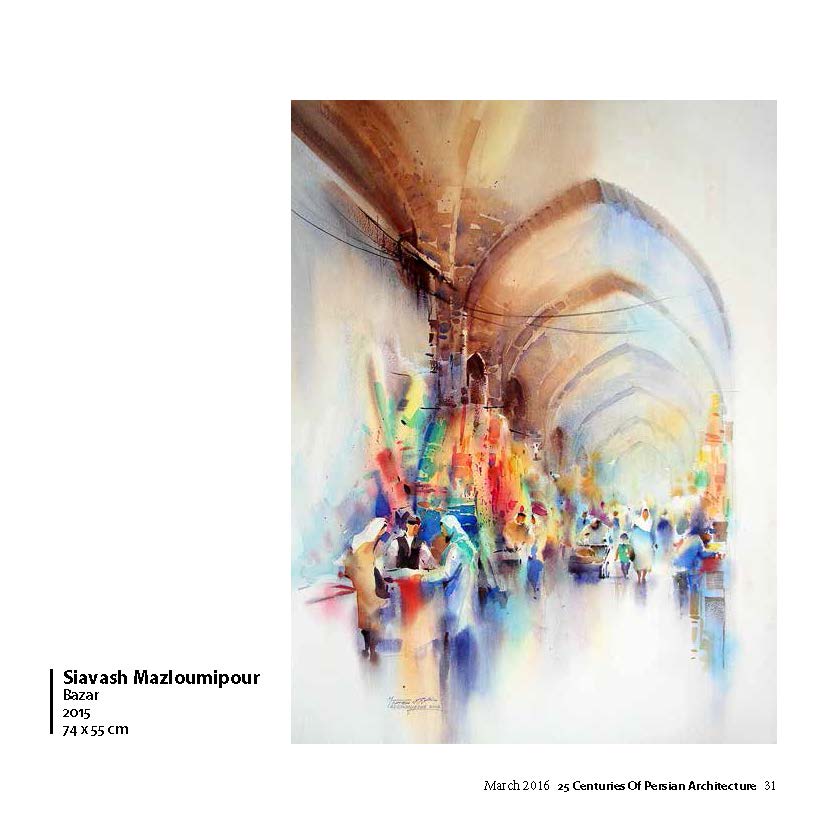 Siavash Mazloumipour
Bazar
2015
74 x 55 cm
March 2016 25 Centuries Of Persian Architecture 31